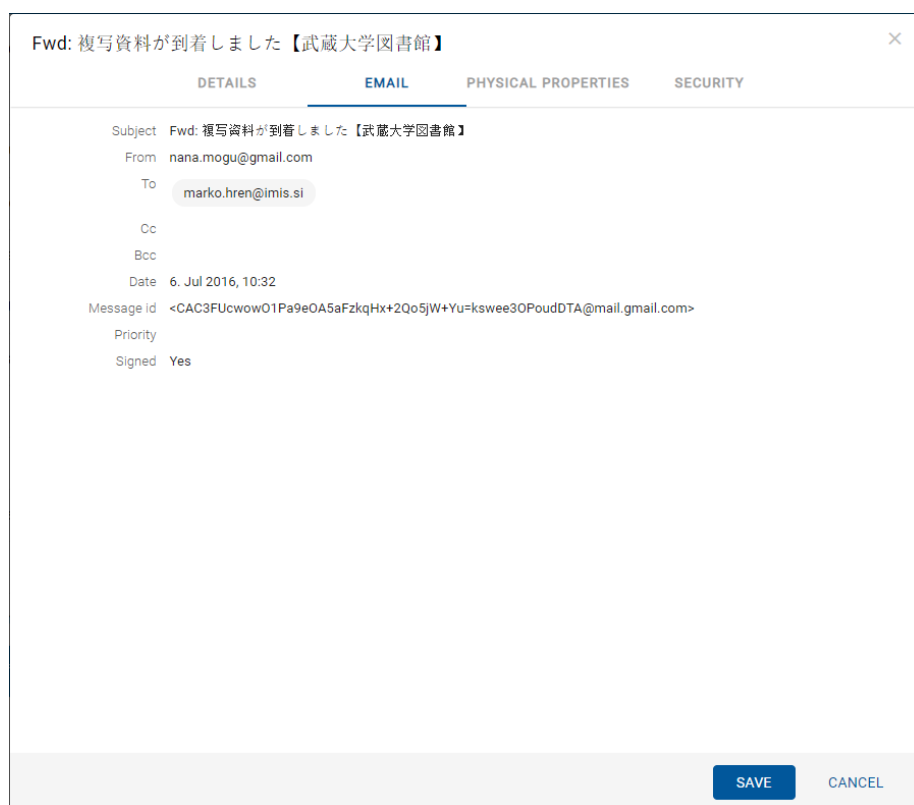 Fwd: 複写資料が到着しました【武蔵大学図書館】
DETAILS EMAIL PHYSICAL PROPERTIES SECURITY
Subject Fwd: 複写資料が到着しました【武蔵大学図書館】
From nana.mogu@gmail.com
To marko.hren@imis.si
Cc
Bcc
Date 6. Jul 2016, 10:32
Message id <CAC3FUcwowO1Pa9eOA5aFzkqHx+2Qo5jW+Yu=kswee3OPoudDTA@mail.gmail.com>
Priority
Signed Yes
SAVE CANCEL